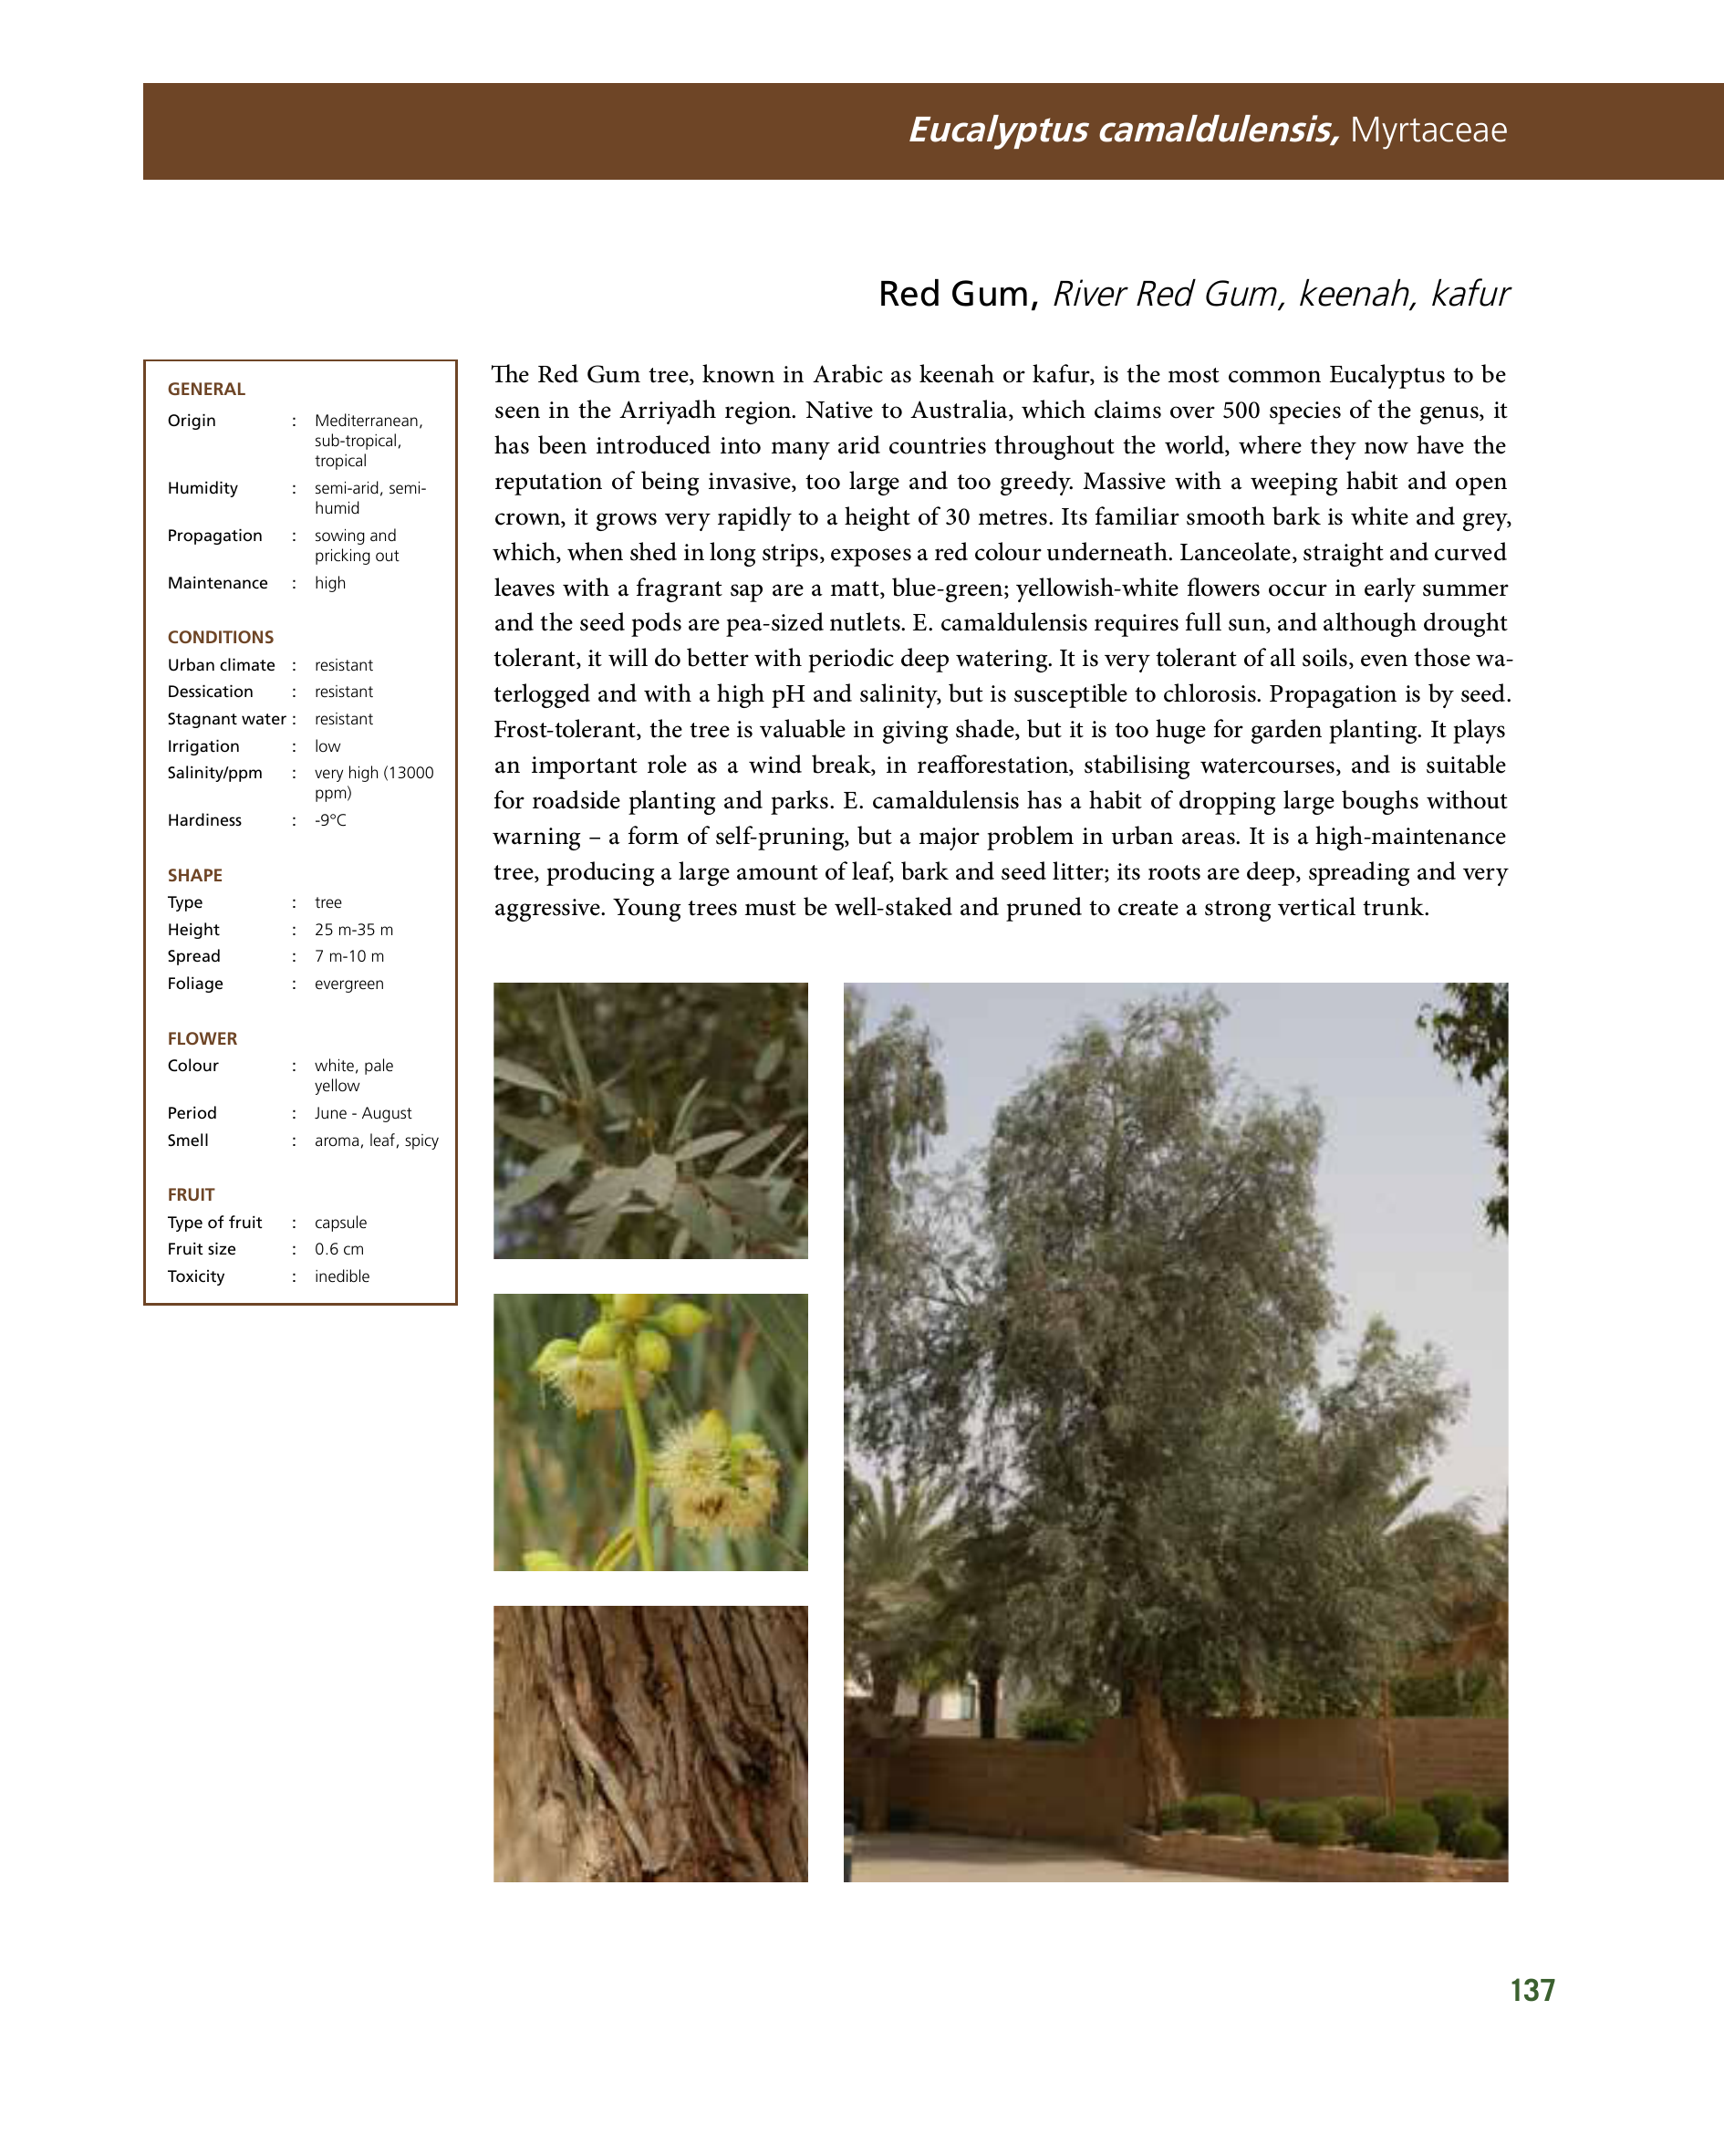 Eucalyptus camaldulensis, Myrtaceae
Red Gum, River Red Gum, keenah, kafur
GENERAL
Origin : Mediterranean,
sub-tropical,
tropical
Humidity : semi-arid, semi-
humid
Propagation : sowing and
pricking out
Maintenance : high
CONDITIONS
Urban climate : resistant
Dessication : resistant
Stagnant water : resistant
Irrigation : low
Salinity/ppm : very high (13000
ppm)
Hardiness : -9°C
SHAPE
Type : tree
Height : 25 m-35 m
Spread : 7 m-10 m
Foliage : evergreen
FLOWER
Colour : white, pale
yellow
Period : June - August
Smell : aroma, leaf, spicy
FRUIT
Type of fruit : capsule
Fruit size : 0.6 cm
Toxicity : inedible
The Red Gum tree, known in Arabic as keenah or kafur, is the most common Eucalyptus to be
seen in the Arriyadh region. Native to Australia, which claims over 500 species of the genus, it
has been introduced into many arid countries throughout the world, where they now have the
reputation of being invasive, too large and too greedy. Massive with a weeping habit and open
crown, it grows very rapidly to a height of 30 metres. Its familiar smooth bark is white and grey,
which, when shed in long strips, exposes a red colour underneath. Lanceolate, straight and curved
leaves with a fragrant sap are a matt, blue-green; yellowish-white flowers occur in early summer
and the seed pods are pea-sized nutlets. E. camaldulensis requires full sun, and although drought
tolerant, it will do better with periodic deep watering. It is very tolerant of all soils, even those wa-
terlogged and with a high pH and salinity, but is susceptible to chlorosis. Propagation is by seed.
Frost-tolerant, the tree is valuable in giving shade, but it is too huge for garden planting. It plays
an important role as a wind break, in reafforestation, stabilising watercourses, and is suitable
for roadside planting and parks. E. camaldulensis has a habit of dropping large boughs without
warning – a form of self-pruning, but a major problem in urban areas. It is a high-maintenance
tree, producing a large amount of leaf, bark and seed litter; its roots are deep, spreading and very
aggressive. Young trees must be well-staked and pruned to create a strong vertical trunk.
137